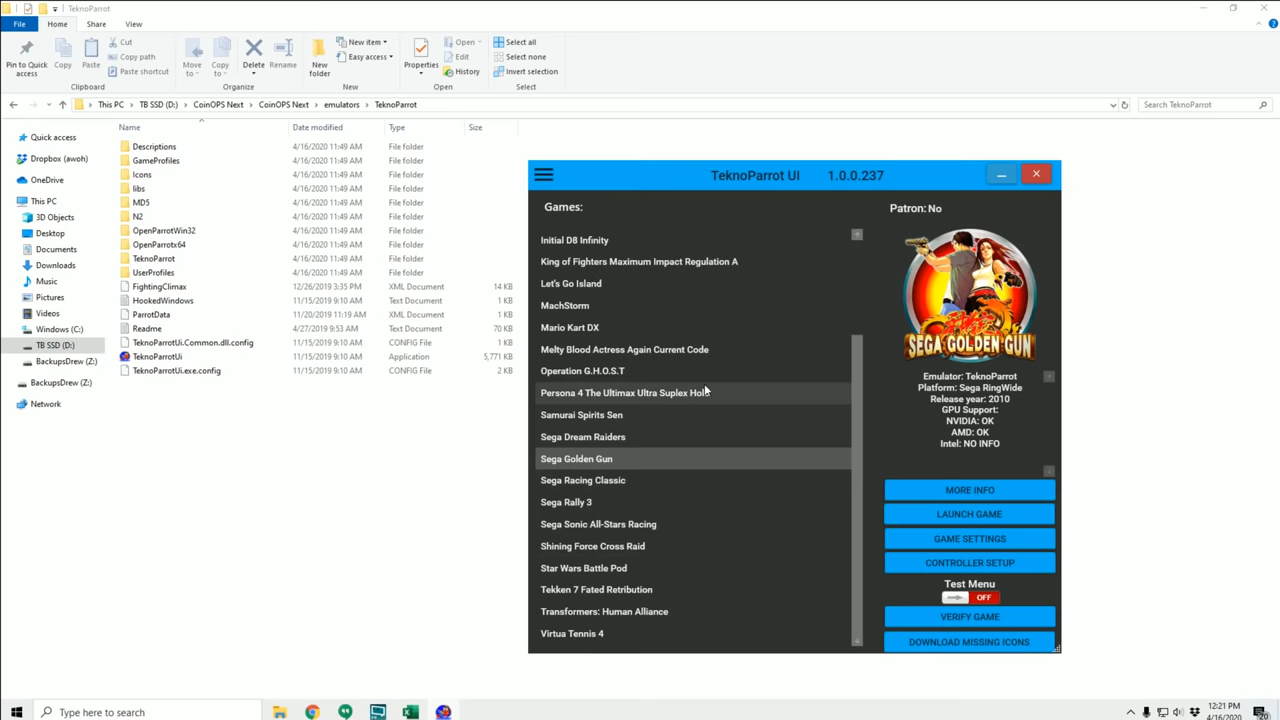 TeknoParrot
File
Home
Share
View
Pin to Quick access
Copy
Paste
Cut
Copy path
Paste shortcut
Clipboard
Move to
Copy to
Delete
Rename
Organize
New folder
New item
Easy access
New
Properties
Open
Edit
History
Open
Select all
Select none
Invert selection
Select
This PC
TB SSD (D:)
CoinOPS Next
CoinOPS Next
emulators
TeknoParrot
Search TeknoParrot
Name Date modified Type Size
Quick access
Dropbox (awoh)
OneDrive
This PC
3D Objects
Desktop
Documents
Downloads
Music
Pictures
Videos
Windows (C:)
TB SSD (D:)
BackupsDrew (Z:)
BackupsDrew (Z:)
Network
Descriptions 4/16/2020 11:49 AM File folder
GameProfiles 4/16/2020 11:49 AM File folder
Icons 4/16/2020 11:49 AM File folder
libs 4/16/2020 11:49 AM File folder
MD5 4/16/2020 11:49 AM File folder
N2 4/16/2020 11:49 AM File folder
OpenParrotWin32 4/16/2020 11:49 AM File folder
OpenParrotx64 4/16/2020 11:49 AM File folder
TeknoParrot 4/16/2020 11:49 AM File folder
UserProfiles 4/16/2020 11:49 AM File folder
FightingClimax 12/26/2019 3:35 PM XML Document 14 KB
HookedWindows 11/15/2019 9:10 AM Text Document 1 KB
ParrotData 11/20/2019 11:19 AM XML Document 1 KB
Readme 4/27/2019 9:53 AM Text Document 70 KB
TeknoParrotUi.Common.dll.config 11/15/2019 9:10 AM CONFIG File 1 KB
TeknoParrotUi 11/15/2019 9:10 AM Application 5,771 KB
TeknoParrotUi.exe.config 11/15/2019 9:10 AM CONFIG File 1 KB
TeknoParrot UI 1.0.0.237
Games:
Initial D8 Infinity
King of Fighters Maximum Impact Regulation A
Let's Go Island
MachStorm
Mario Kart DX
Melty Blood Actress Again Current Code
Operation G.H.O.S.T
Persona 4 The Ultimax Ultra Suplex Hold
Samurai Spirits Sen
Sega Dream Raiders
Sega Golden Gun
Sega Racing Classic
Sega Rally 3
Sega Sonic All-Stars Racing
Shining Force Cross Raid
Star Wars Battle Pod
Tekken 7 Fated Retribution
Transformers: Human Alliance
Virtua Tennis 4
Patron: No
SEGA GOLDEN GUN
Emulator: TeknoParrot
Platform: Sega RingWide
Release year: 2010
GPU Support:
NVIDIA: OK
AMD: OK
Intel: NO INFO
MORE INFO
LAUNCH GAME
GAME SETTINGS
CONTROLLER SETUP
Test Menu
OFF
VERIFY GAME
DOWNLOAD MISSING ICONS
Type here to search
12:21 PM
4/16/2020